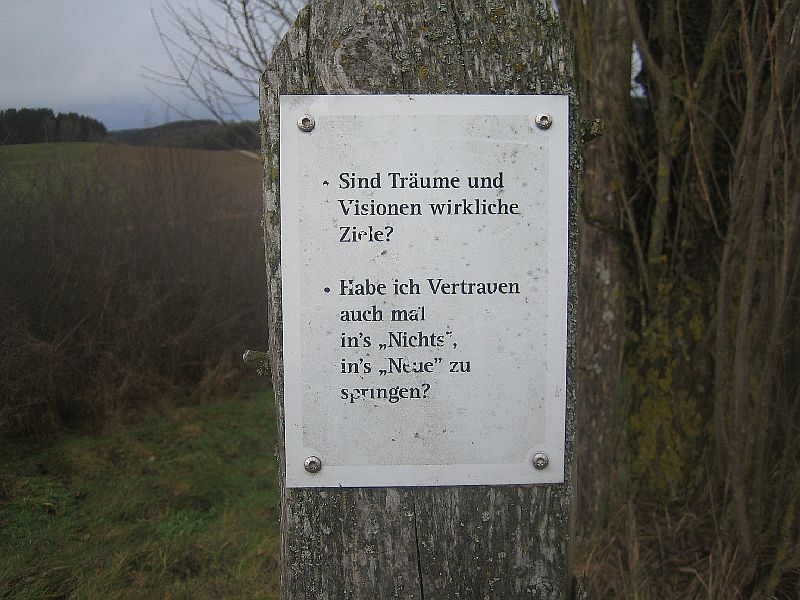 • Sind Träume und
Visionen wirkliche
Ziele?
• Habe ich Vertrauen
auch mal
in's „Nichts",
in's „Neue" zu
springen?